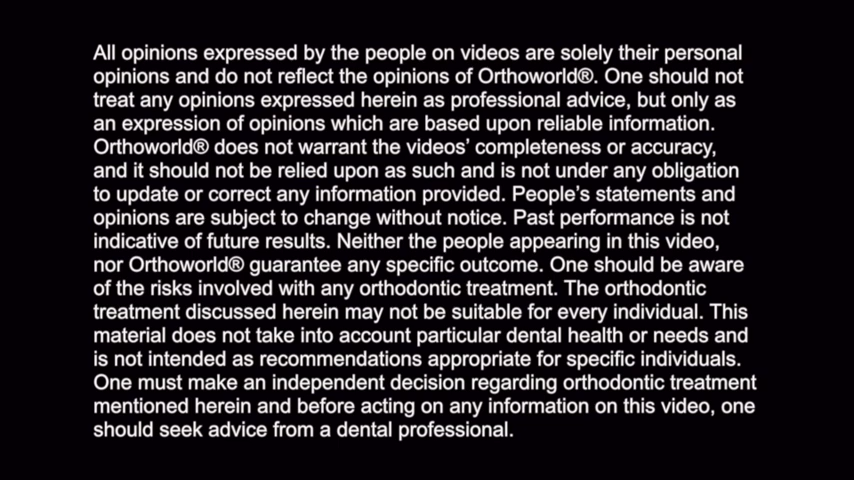 All opinions expressed by the people on videos are solely their personal
opinions and do not reflect the opinions of Orthoworld®. One should not
treat any opinions expressed herein as professional advice, but only as
an expression of opinions which are based upon reliable information.
Orthoworld® does not warrant the videos’ completeness or accuracy,
and it should not be relied upon as such and is not under any obligation
to update or correct any information provided. People’s statements and
opinions are subject to change without notice. Past performance is not
indicative of future results. Neither the people appearing in this video,
nor Orthoworld® guarantee any specific outcome. One should be aware
of the risks involved with any orthodontic treatment. The orthodontic
treatment discussed herein may not be suitable for every individual. This
material does not take into account particular dental health or needs and
is not intended as recommendations appropriate for specific individuals.
One must make an independent decision regarding orthodontic treatment
mentioned herein and before acting on any information on this video, one
should seek advice from a dental professional.